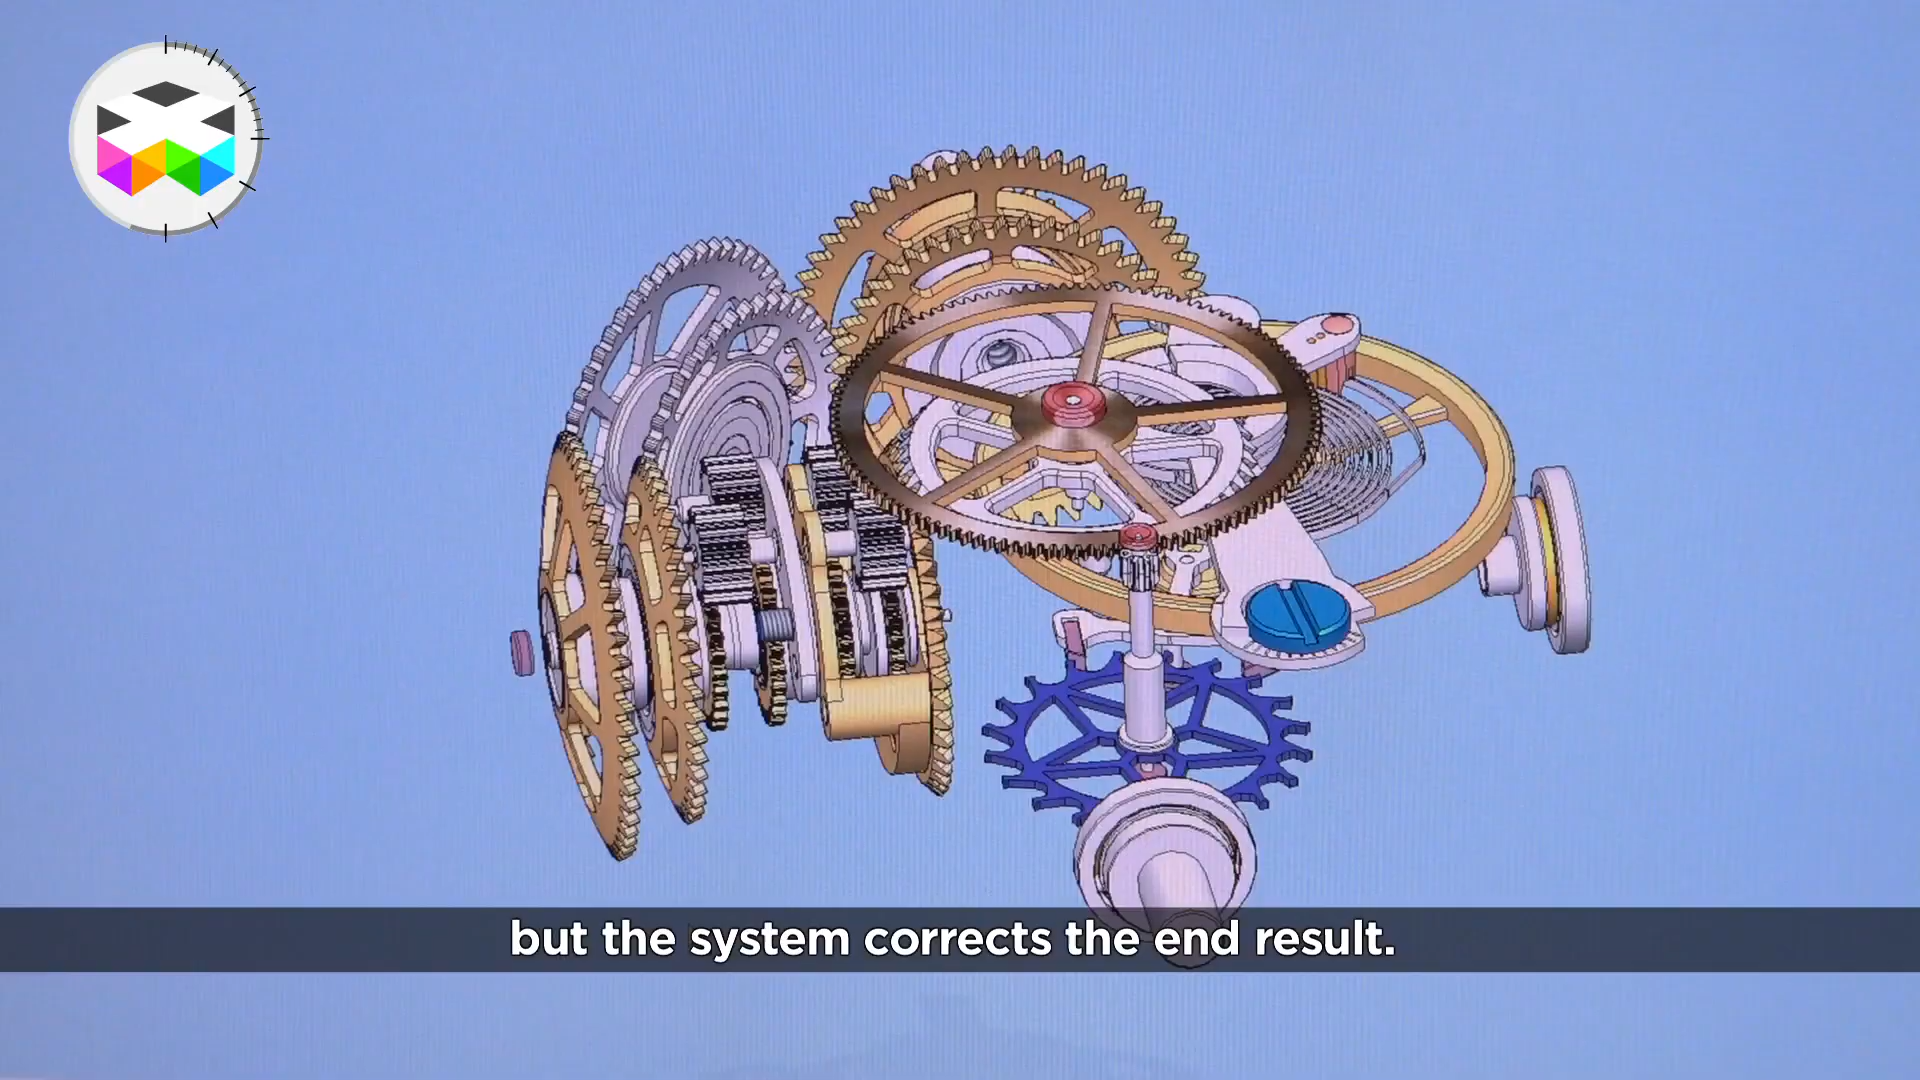 but the system corrects the end result.